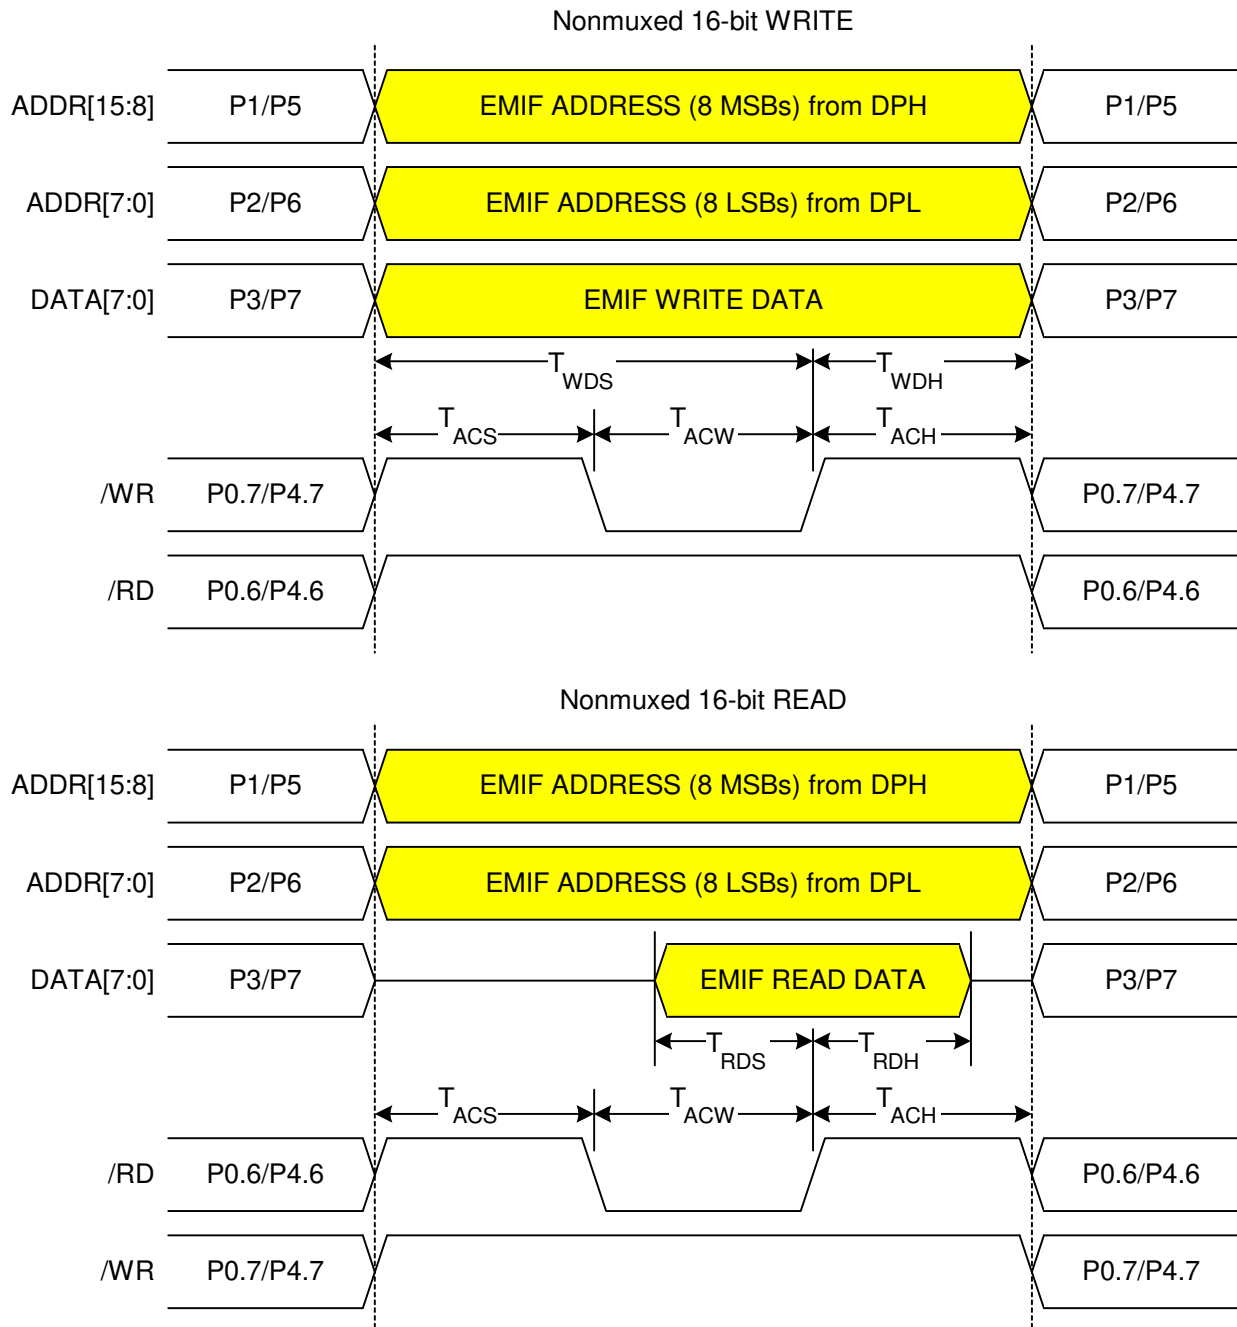 Nonmuxed 16-bit WRITE
ADDR[15:8] P1/P5 EMIF ADDRESS (8 MSBs) from DPH P1/P5
ADDR[7:0] P2/P6 EMIF ADDRESS (8 LSBs) from DPL P2/P6
DATA[7:0] P3/P7 EMIF WRITE DATA P3/P7
TWDS TWDH
TACS TACW TACH
/WR P0.7/P4.7 P0.7/P4.7
/RD P0.6/P4.6 P0.6/P4.6
Nonmuxed 16-bit READ
ADDR[15:8] P1/P5 EMIF ADDRESS (8 MSBs) from DPH P1/P5
ADDR[7:0] P2/P6 EMIF ADDRESS (8 LSBs) from DPL P2/P6
DATA[7:0] P3/P7 EMIF READ DATA P3/P7
TRDS TRDH
TACS TACW TACH
/RD P0.6/P4.6 P0.6/P4.6
/WR P0.7/P4.7 P0.7/P4.7